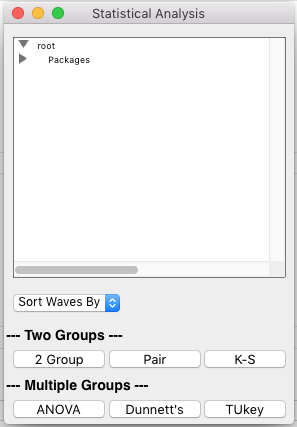 Statistical Analysis
root
Packages
Sort Waves By
--- Two Groups ---
2 Group Pair K-S
--- Multiple Groups ---
ANOVA Dunnett's TUkey